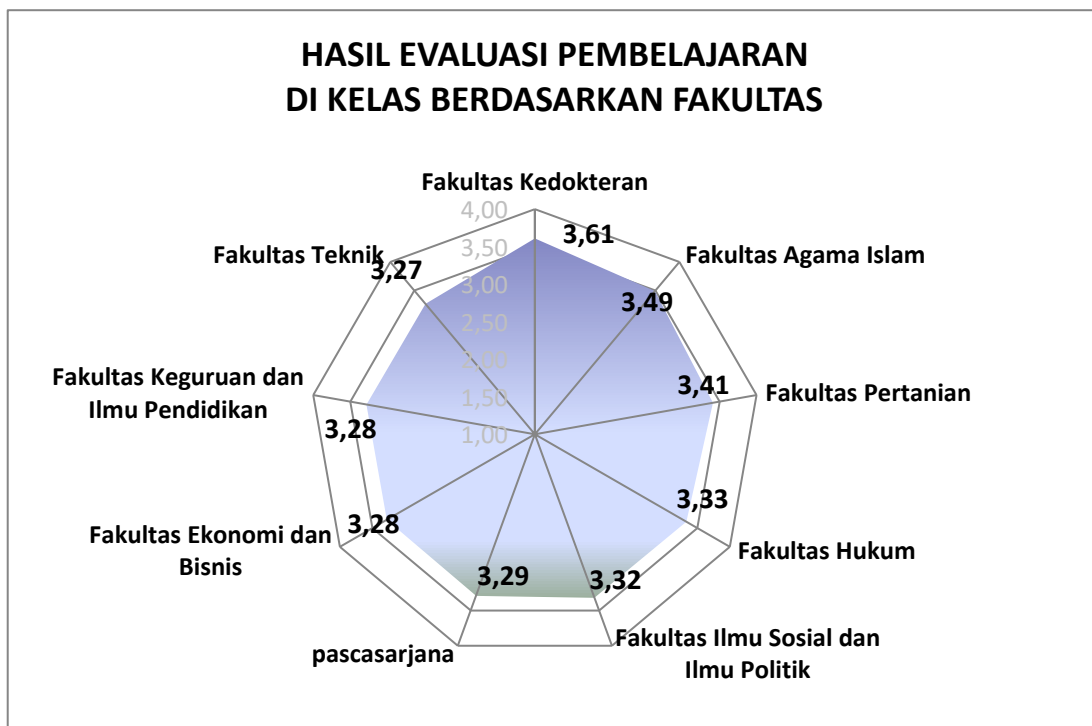 HASIL EVALUASI PEMBELAJARAN
DI KELAS BERDASARKAN FAKULTAS
Fakultas Kedokteran
3,61
Fakultas Agama Islam
3,49
Fakultas Pertanian
3,41
Fakultas Hukum
3,33
Fakultas Ilmu Sosial dan
Ilmu Politik
3,32
pascasarjana
3,29
Fakultas Ekonomi dan
Bisnis
3,28
Fakultas Keguruan dan
Ilmu Pendidikan
3,28
Fakultas Teknik
3,27
4,00
3,50
3,00
2,50
2,00
1,50
1,00